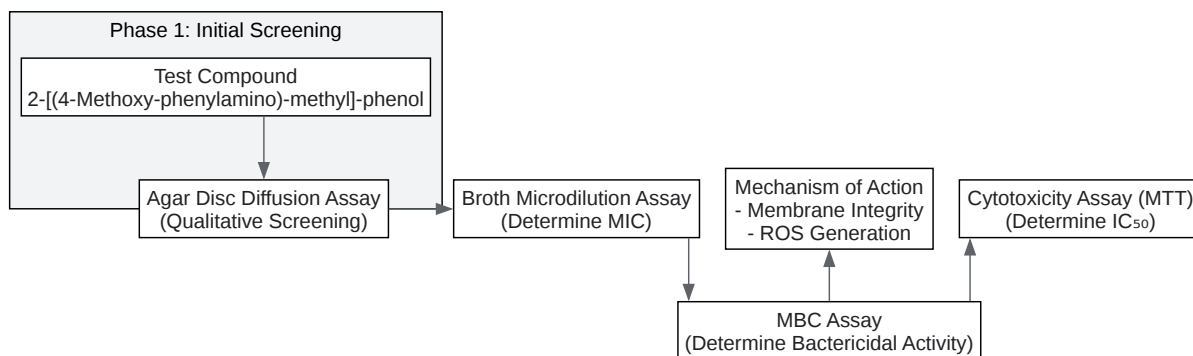 Phase 1: Initial Screening
Test Compound
2-[(4-Methoxy-phenylamino)-methyl]-phenol
Agar Disc Diffusion Assay
(Qualitative Screening)
Broth Microdilution Assay
(Determine MIC)
Mechanism of Action
- Membrane Integrity
- ROS Generation
Cytotoxicity Assay (MTT)
(Determine IC₅₀)
MBC Assay
(Determine Bactericidal Activity)